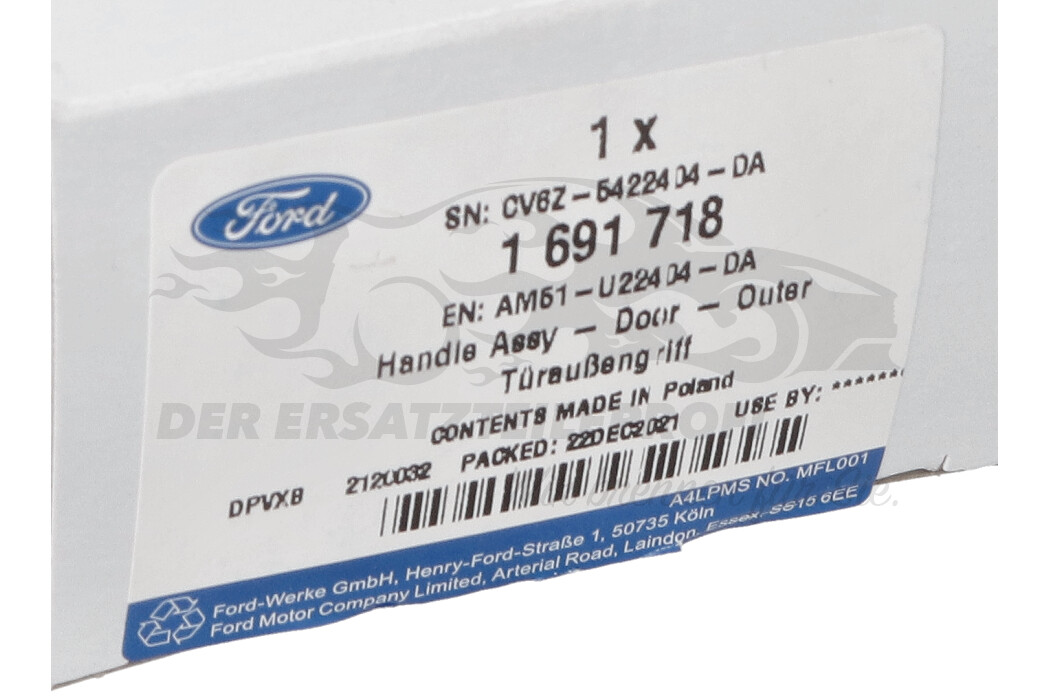 1 X
Ford
SN: CV6Z-5422404-DA
1 691 718
EN: AM51-U22404-DA
Handle Assy - Door - Outer
Türaußengriff
CONTENTS MADE IN Poland
DER ERSATZTEILEPROFI
2120032 PACKED: 22DEC2021 USE BY: *******
DPVXB
A4LPMS NO. MFL001
Ford-Werke GmbH, Henry-Ford-Straße 1, 50735 Köln
Ford Motor Company Limited, Arterial Road, Laindon, Essex, SS15 6EE